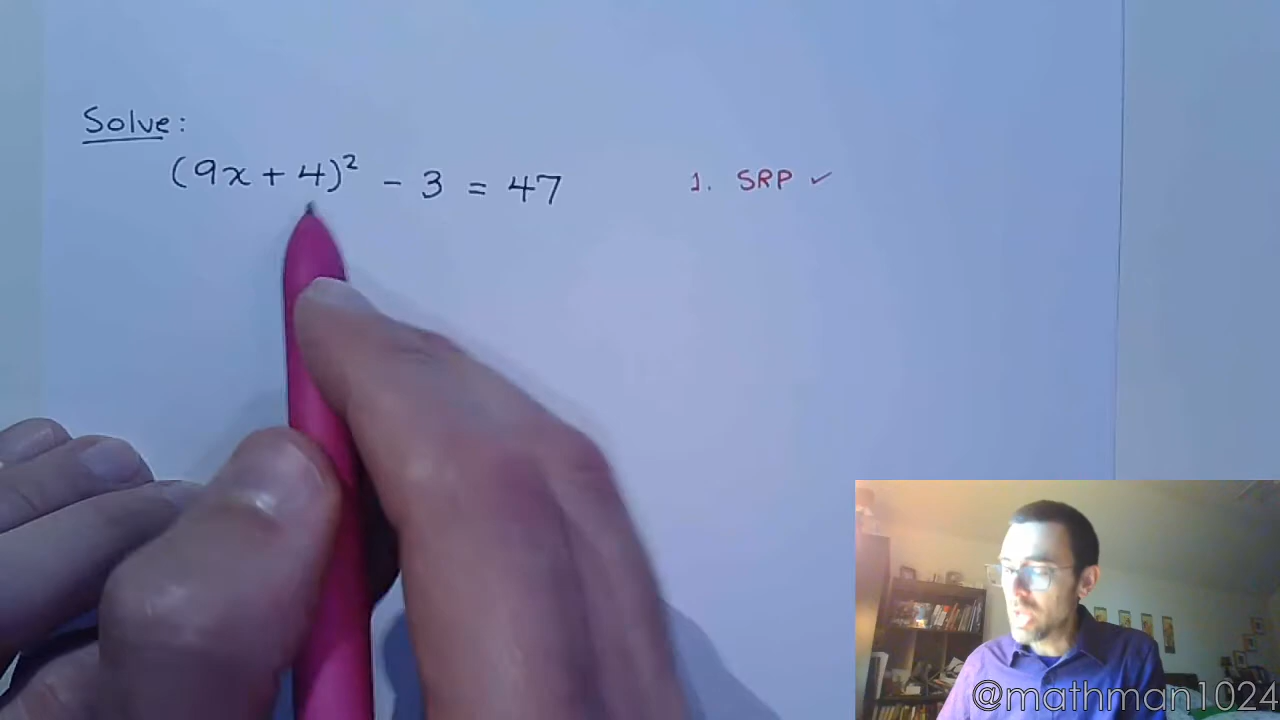 Solve:
(9x + 4)² - 3 = 47
1. SRP ✓
@mathman1024